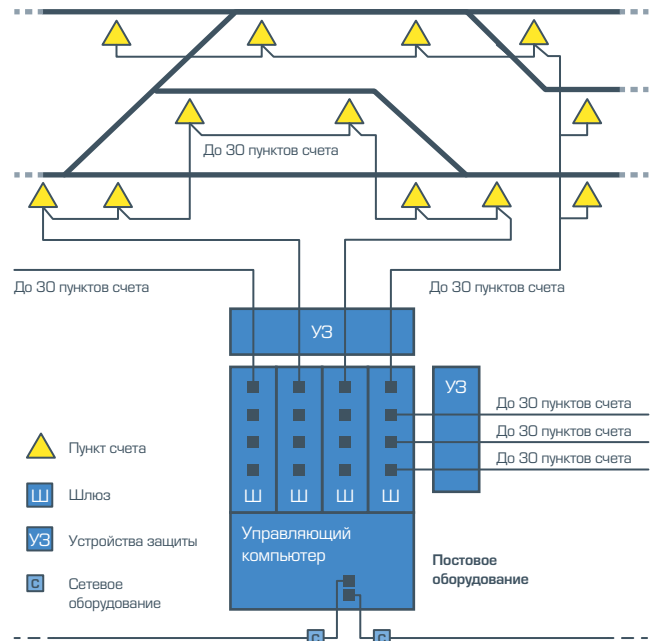 До 30 пунктов счета
До 30 пунктов счета
До 30 пунктов счета
УЗ
УЗ
До 30 пунктов счета
До 30 пунктов счета
До 30 пунктов счета
Ш Ш Ш Ш
Управляющий
компьютер
Постовое
оборудование
Пункт счета
Ш Шлюз
УЗ Устройства защиты
С Сетевое
оборудование
С С